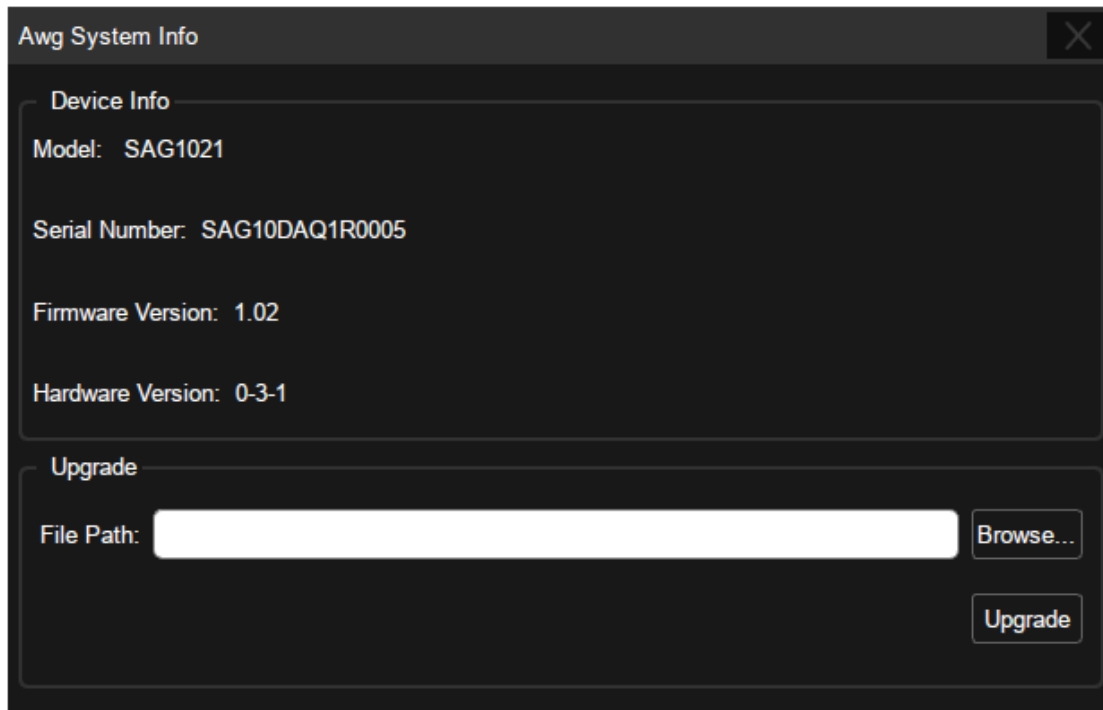 Awg System Info
Device Info
Model: SAG1021
Serial Number: SAG10DAQ1R0005
Firmware Version: 1.02
Hardware Version: 0-3-1
Upgrade
File Path: Browse...
Upgrade